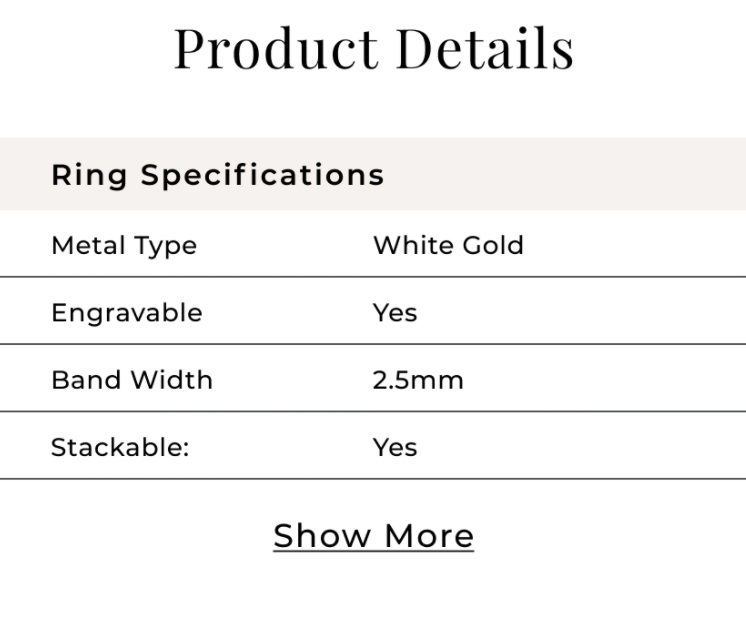 Product Details
Ring Specifications
Metal Type White Gold
Engravable Yes
Band Width 2.5mm
Stackable: Yes
Show More